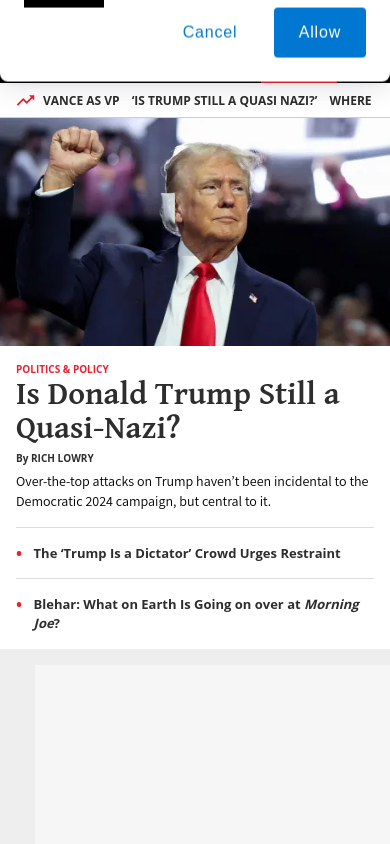 Cancel
Allow
VANCE AS VP
‘IS TRUMP STILL A QUASI NAZI?’
WHERE
POLITICS & POLICY
Is Donald Trump Still a
Quasi-Nazi?
By RICH LOWRY
Over-the-top attacks on Trump haven’t been incidental to the
Democratic 2024 campaign, but central to it.
• The ‘Trump Is a Dictator’ Crowd Urges Restraint
• Blehar: What on Earth Is Going on over at Morning
Joe?